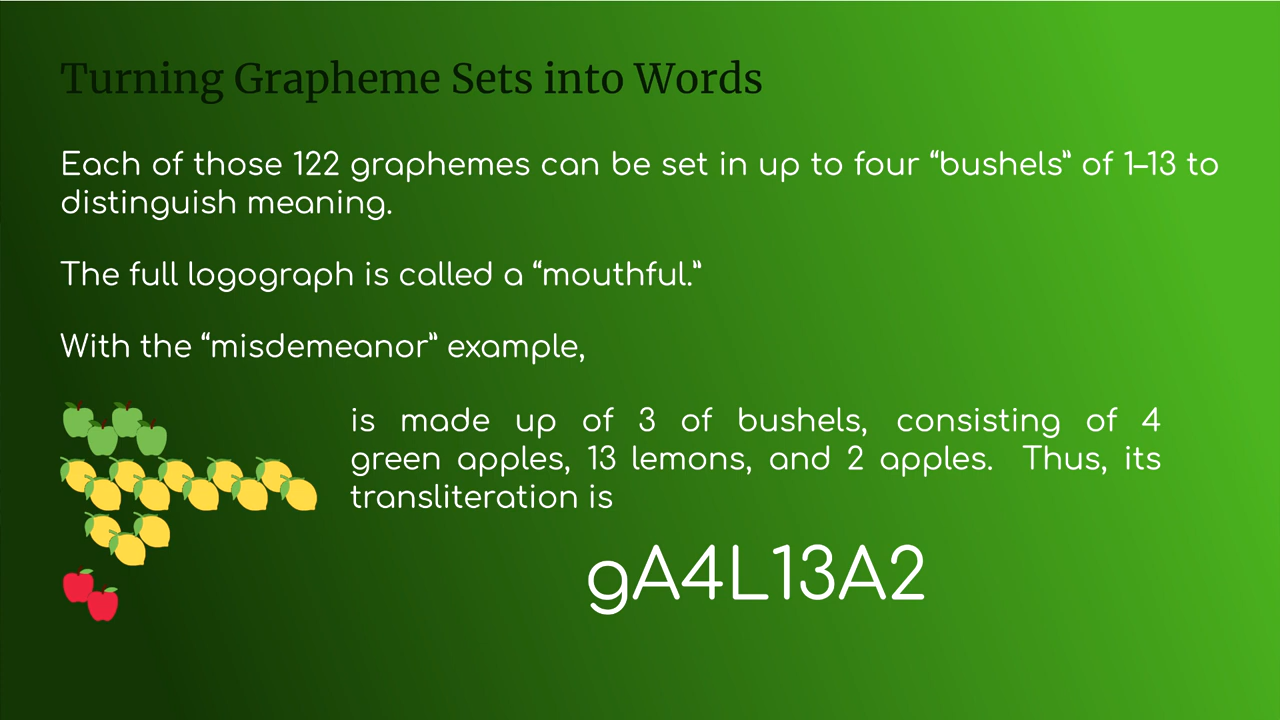 Turning Grapheme Sets into Words
Each of those 122 graphemes can be set in up to four “bushels” of 1–13 to
distinguish meaning.
The full logograph is called a “mouthful.”
With the “misdemeanor” example,
is made up of 3 of bushels, consisting of 4
green apples, 13 lemons, and 2 apples. Thus, its
transliteration is
gA4L13A2